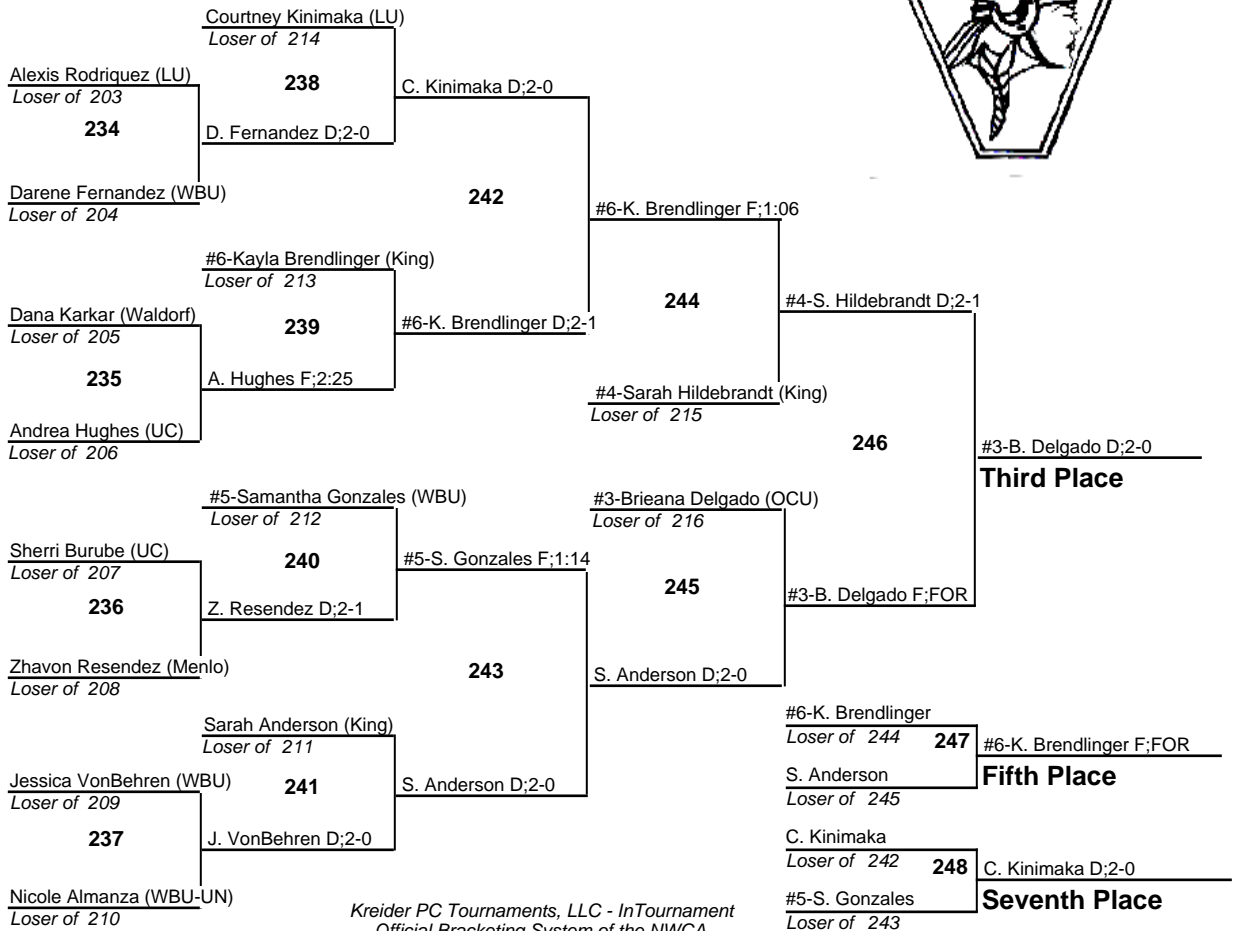 Courtney Kinimaka (LU)
Loser of 214
Alexis Rodriquez (LU)
Loser of 203
238
C. Kinimaka D;2-0
234
D. Fernandez D;2-0
Darene Fernandez (WBU)
Loser of 204
242
#6-K. Brendlinger F;1:06
#6-Kayla Brendlinger (King)
Loser of 213
244
#4-S. Hildebrandt D;2-1
Dana Karkar (Waldorf)
Loser of 205
239
#6-K. Brendlinger D;2-1
235
A. Hughes F;2:25
#4-Sarah Hildebrandt (King)
Loser of 215
Andrea Hughes (UC)
Loser of 206
246
#3-B. Delgado D;2-0
Third Place
#5-Samantha Gonzales (WBU)
Loser of 212
#3-Brieana Delgado (OCU)
Loser of 216
Sherri Burube (UC)
Loser of 207
240
#5-S. Gonzales F;1:14
245
#3-B. Delgado F;FOR
236
Z. Resendez D;2-1
Zhavon Resendez (Menlo)
Loser of 208
243
S. Anderson D;2-0
Sarah Anderson (King)
Loser of 211
#6-K. Brendlinger
Loser of 244
247
#6-K. Brendlinger F;FOR
Fifth Place
S. Anderson
Loser of 245
Jessica VonBehren (WBU)
Loser of 209
241
S. Anderson D;2-0
237
J. VonBehren D;2-0
C. Kinimaka
Loser of 242
248
C. Kinimaka D;2-0
Seventh Place
#5-S. Gonzales
Loser of 243
Nicole Almanza (WBU-UN)
Loser of 210
Kreider PC Tournaments, LLC - InTournament
Official Bracketing System of the NWCA